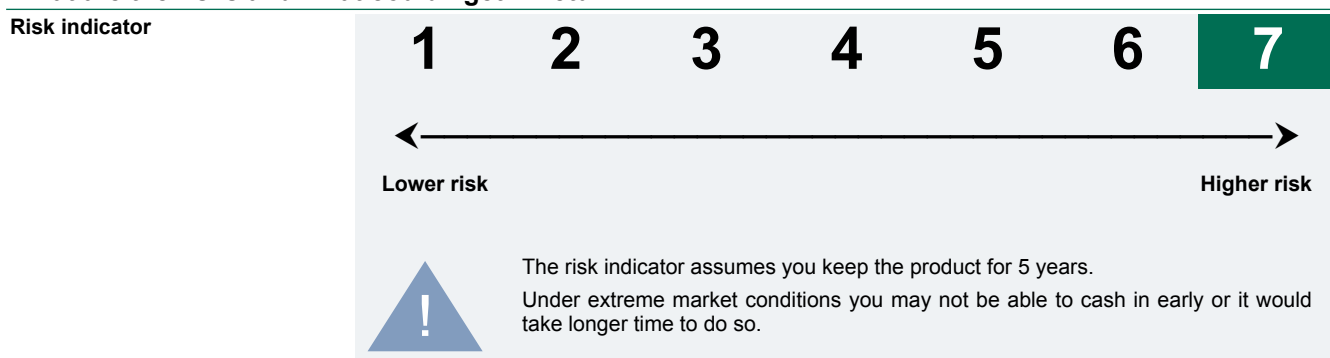 Risk indicator
1 2 3 4 5 6 7
Lower risk Higher risk
!
The risk indicator assumes you keep the product for 5 years.
Under extreme market conditions you may not be able to cash in early or it would
take longer time to do so.